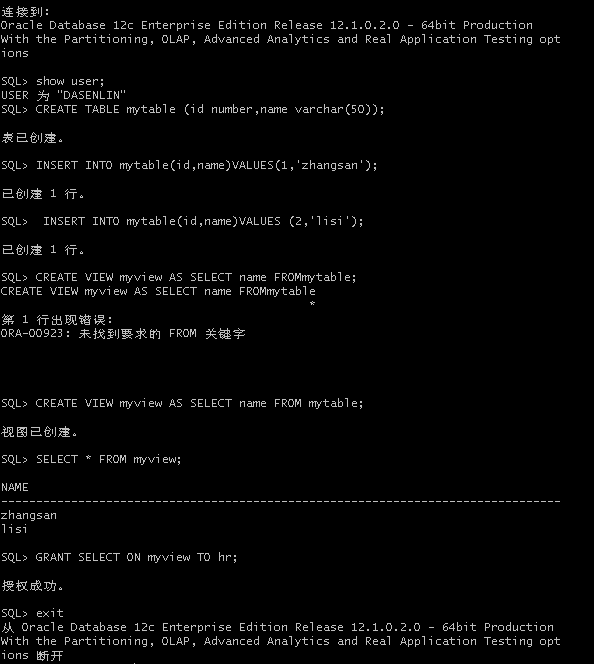 连接到:
Oracle Database 12c Enterprise Edition Release 12.1.0.2.0 - 64bit Production
With the Partitioning, OLAP, Advanced Analytics and Real Application Testing opt
ions
SQL> show user;
USER 为 "DASENLIN"
SQL> CREATE TABLE mytable (id number,name varchar(50));
表已创建。
SQL> INSERT INTO mytable(id,name)VALUES(1,'zhangsan');
已创建 1 行。
SQL>  INSERT INTO mytable(id,name)VALUES (2,'lisi');
已创建 1 行。
SQL> CREATE VIEW myview AS SELECT name FROMmytable;
CREATE VIEW myview AS SELECT name FROMmytable
*
第 1 行出现错误:
ORA-00923: 未找到要求的 FROM 关键字
SQL> CREATE VIEW myview AS SELECT name FROM mytable;
视图已创建。
SQL> SELECT * FROM myview;
NAME
--------------------------------------------------------------------------------
zhangsan
lisi
SQL> GRANT SELECT ON myview TO hr;
授权成功。
SQL> exit
从 Oracle Database 12c Enterprise Edition Release 12.1.0.2.0 - 64bit Production
With the Partitioning, OLAP, Advanced Analytics and Real Application Testing opt
ions 断开